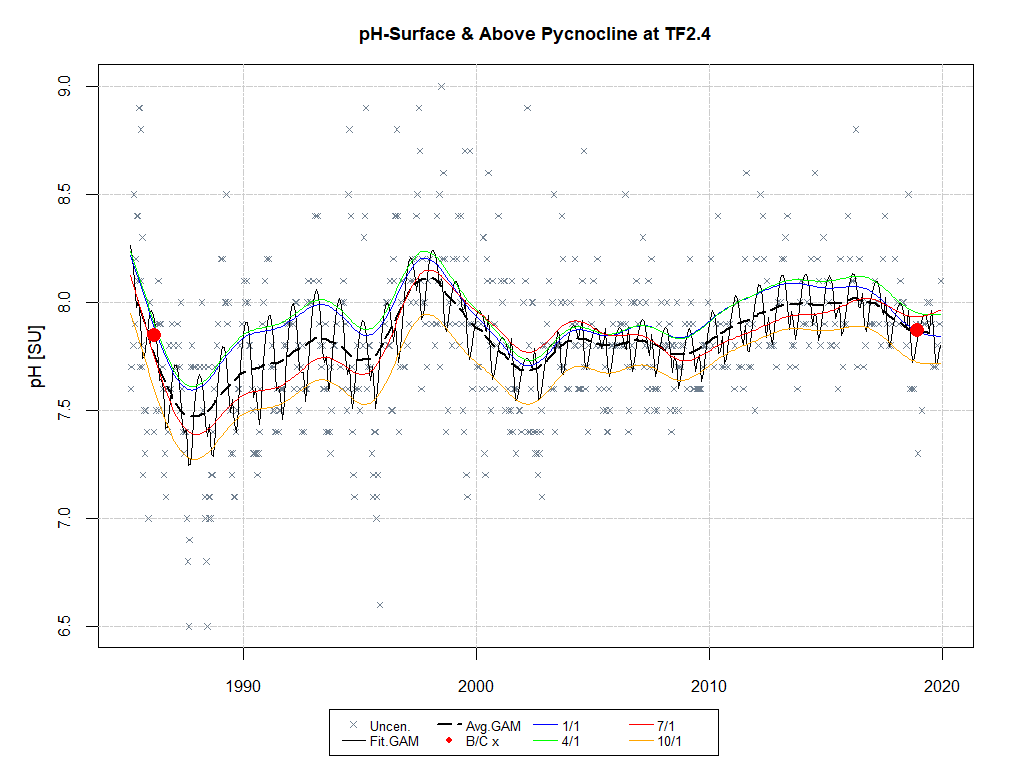 pH-Surface & Above Pycnocline at TF2.4
pH [SU]
9.0
8.5
8.0
7.5
7.0
6.5
1990 2000 2010 2020
Uncen. Avg.GAM 1/1 7/1
Fit.GAM B/C x 4/1 10/1